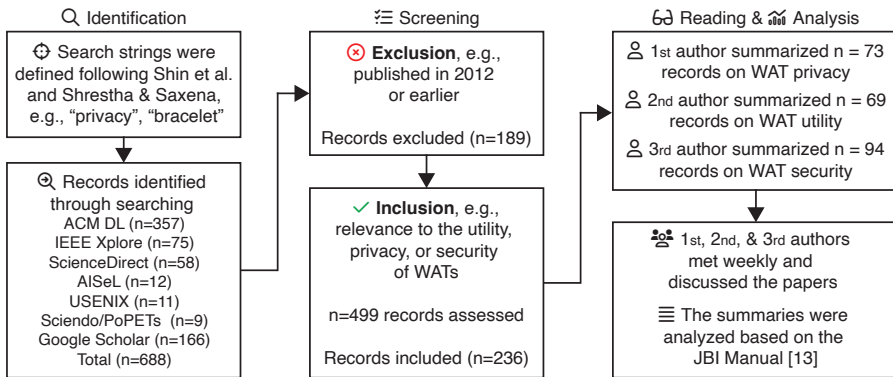 Identification
Search strings were
defined following Shin et al.
and Shrestha & Saxena,
e.g., “privacy”, “bracelet”
Records identified
through searching
ACM DL (n=357)
IEEE Xplore (n=75)
ScienceDirect (n=58)
AISeL (n=12)
USENIX (n=11)
Sciendo/PoPETs (n=9)
Google Scholar (n=166)
Total (n=688)
Screening
Exclusion, e.g.,
published in 2012
or earlier
Records excluded (n=189)
Inclusion, e.g.,
relevance to the utility,
privacy, or security
of WATs
n=499 records assessed
Records included (n=236)
Reading & Analysis
1st author summarized n = 73
records on WAT privacy
2nd author summarized n = 69
records on WAT utility
3rd author summarized n = 94
records on WAT security
1st, 2nd, & 3rd authors
met weekly and
discussed the papers
The summaries were
analyzed based on the
JBI Manual [13]